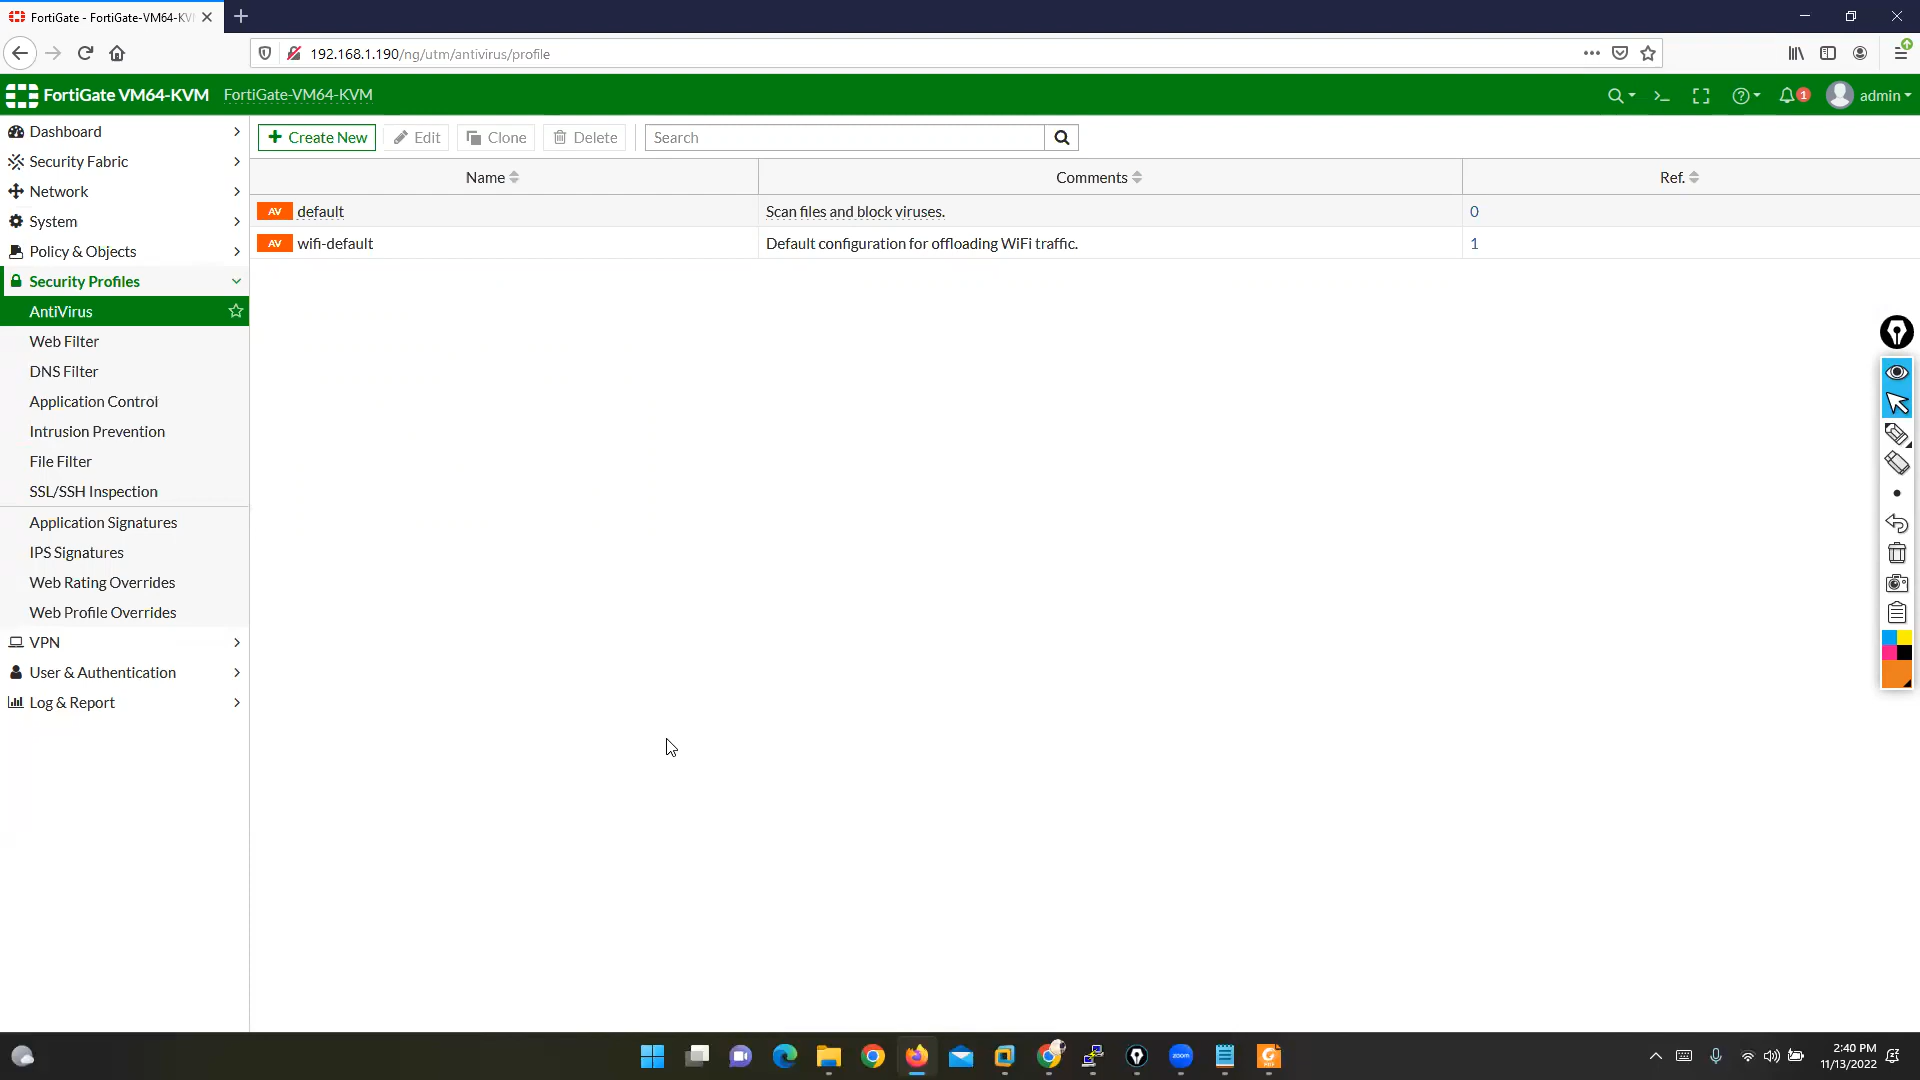 FortiGate - FortiGate-VM64-KVM
192.168.1.190/ng/utm/antivirus/profile
FortiGate VM64-KVM
FortiGate-VM64-KVM
1
admin
Dashboard
Security Fabric
Network
System
Policy & Objects
Security Profiles
AntiVirus
Web Filter
DNS Filter
Application Control
Intrusion Prevention
File Filter
SSL/SSH Inspection
Application Signatures
IPS Signatures
Web Rating Overrides
Web Profile Overrides
VPN
User & Authentication
Log & Report
Create New
Edit
Clone
Delete
Search
Name
Comments
Ref.
AV default
Scan files and block viruses.
0
AV wifi-default
Default configuration for offloading WiFi traffic.
1
zoom
2:40 PM
11/13/2022